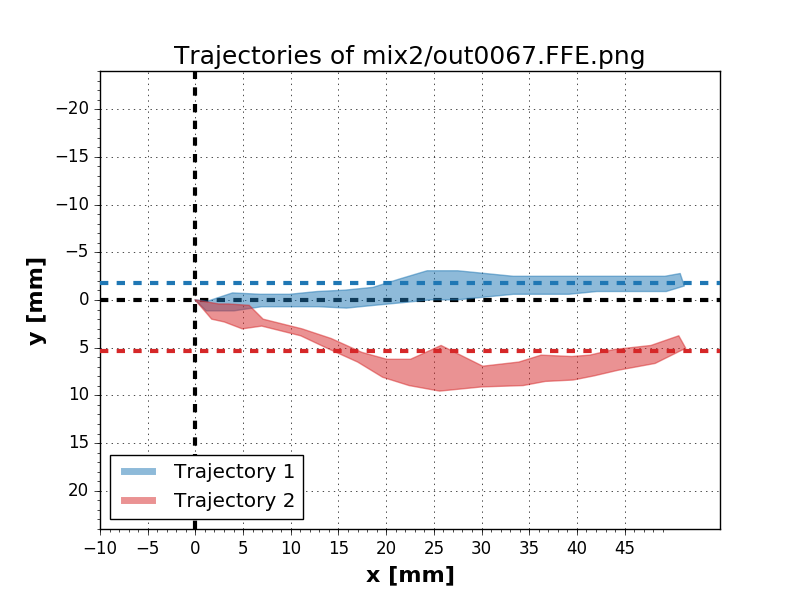 Trajectories of mix2/out0067.FFE.png
y [mm]
−20
−15
−10
−5
0
5
10
15
20
Trajectory 1
Trajectory 2
−10 −5 0 5 10 15 20 25 30 35 40 45
x [mm]